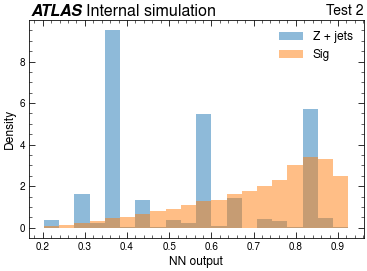 ATLAS Internal simulation
Test 2
Z + jets
Sig
Density
8
6
4
2
0
0.2 0.3 0.4 0.5 0.6 0.7 0.8 0.9
NN output